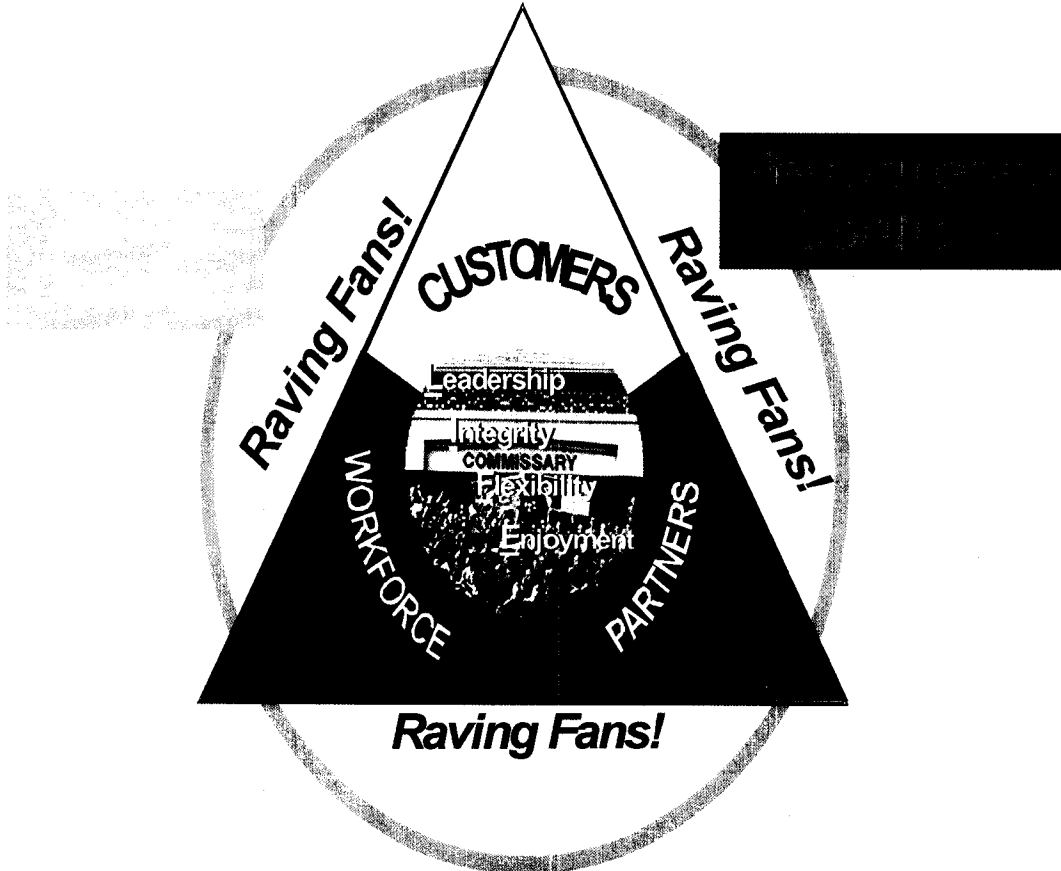 Raving Fans!
Raving Fans!
CUSTOMERS
Leadership
Integrity
COMMISSARY
Flexibility
Enjoyment
WORKFORCE
PARTNERS
Raving Fans!